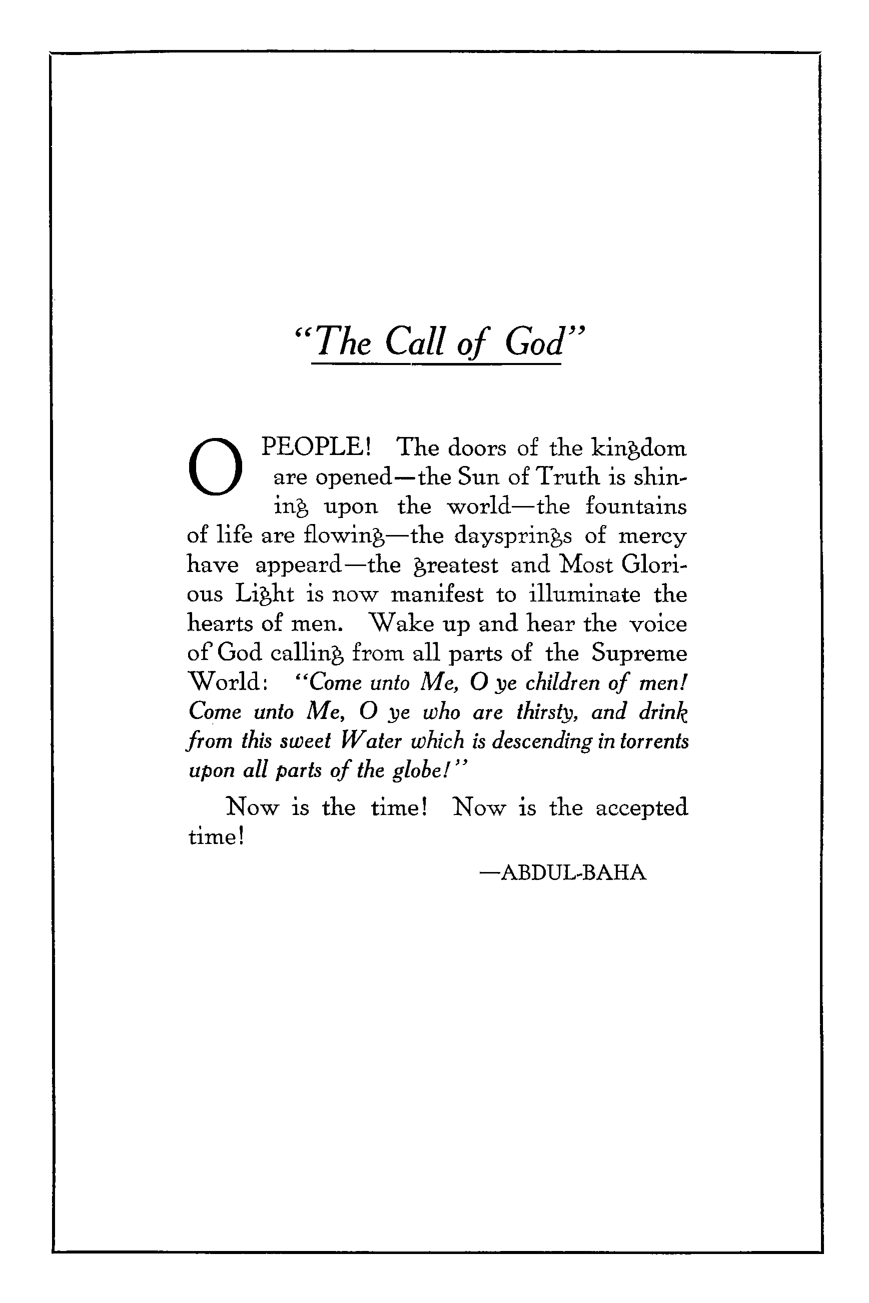 “The Call of God”
O PEOPLE! The doors of the kingdom
are opened—the Sun of Truth is shin-
ing upon the world—the fountains
of life are flowing—the daysprings of mercy
have appeard—the greatest and Most Glori-
ous Light is now manifest to illuminate the
hearts of men. Wake up and hear the voice
of God calling from all parts of the Supreme
World: “Come unto Me, O ye children of men!
Come unto Me, O ye who are thirsty, and drink
from this sweet Water which is descending in torrents
upon all parts of the globe!”
Now is the time! Now is the accepted
time!
—ABDUL-BAHA